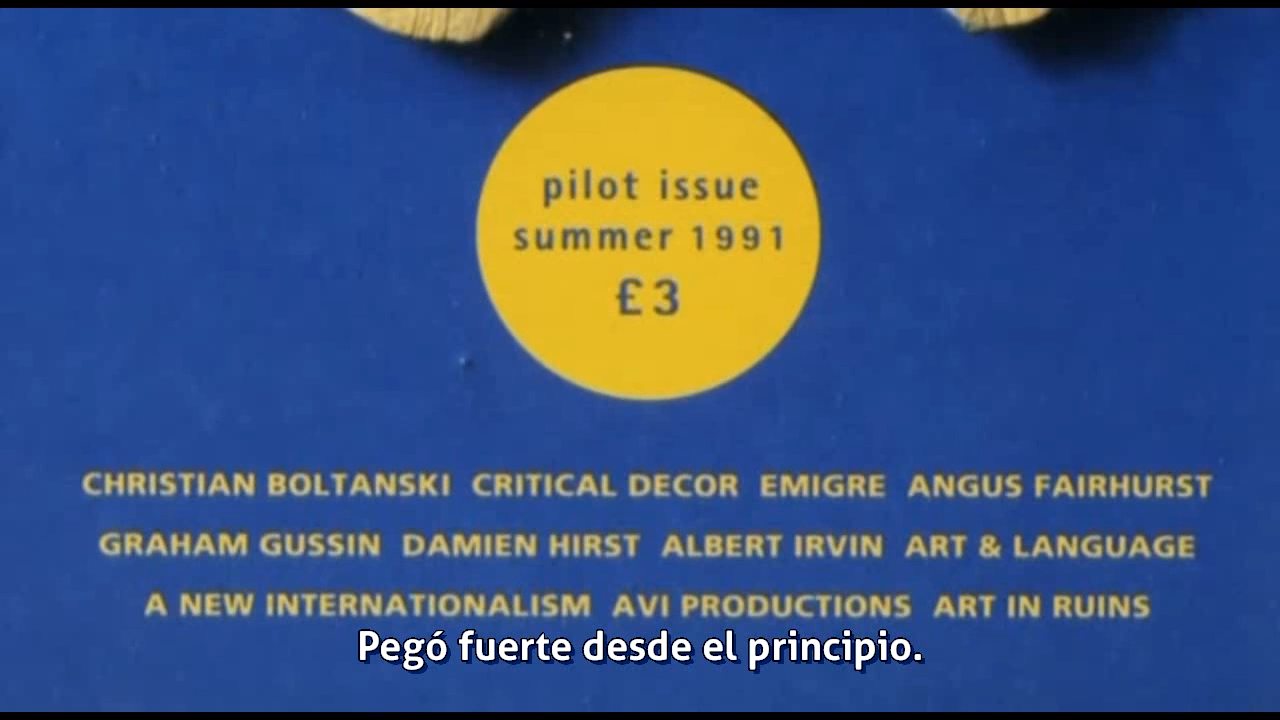 pilot issue
summer 1991
£3
CHRISTIAN BOLTANSKI CRITICAL DECOR EMIGRE ANGUS FAIRHURST
GRAHAM GUSSIN DAMIEN HIRST ALBERT IRVIN ART & LANGUAGE
A NEW INTERNATIONALISM AVI PRODUCTIONS ART IN RUINS
Pegó fuerte desde el principio.